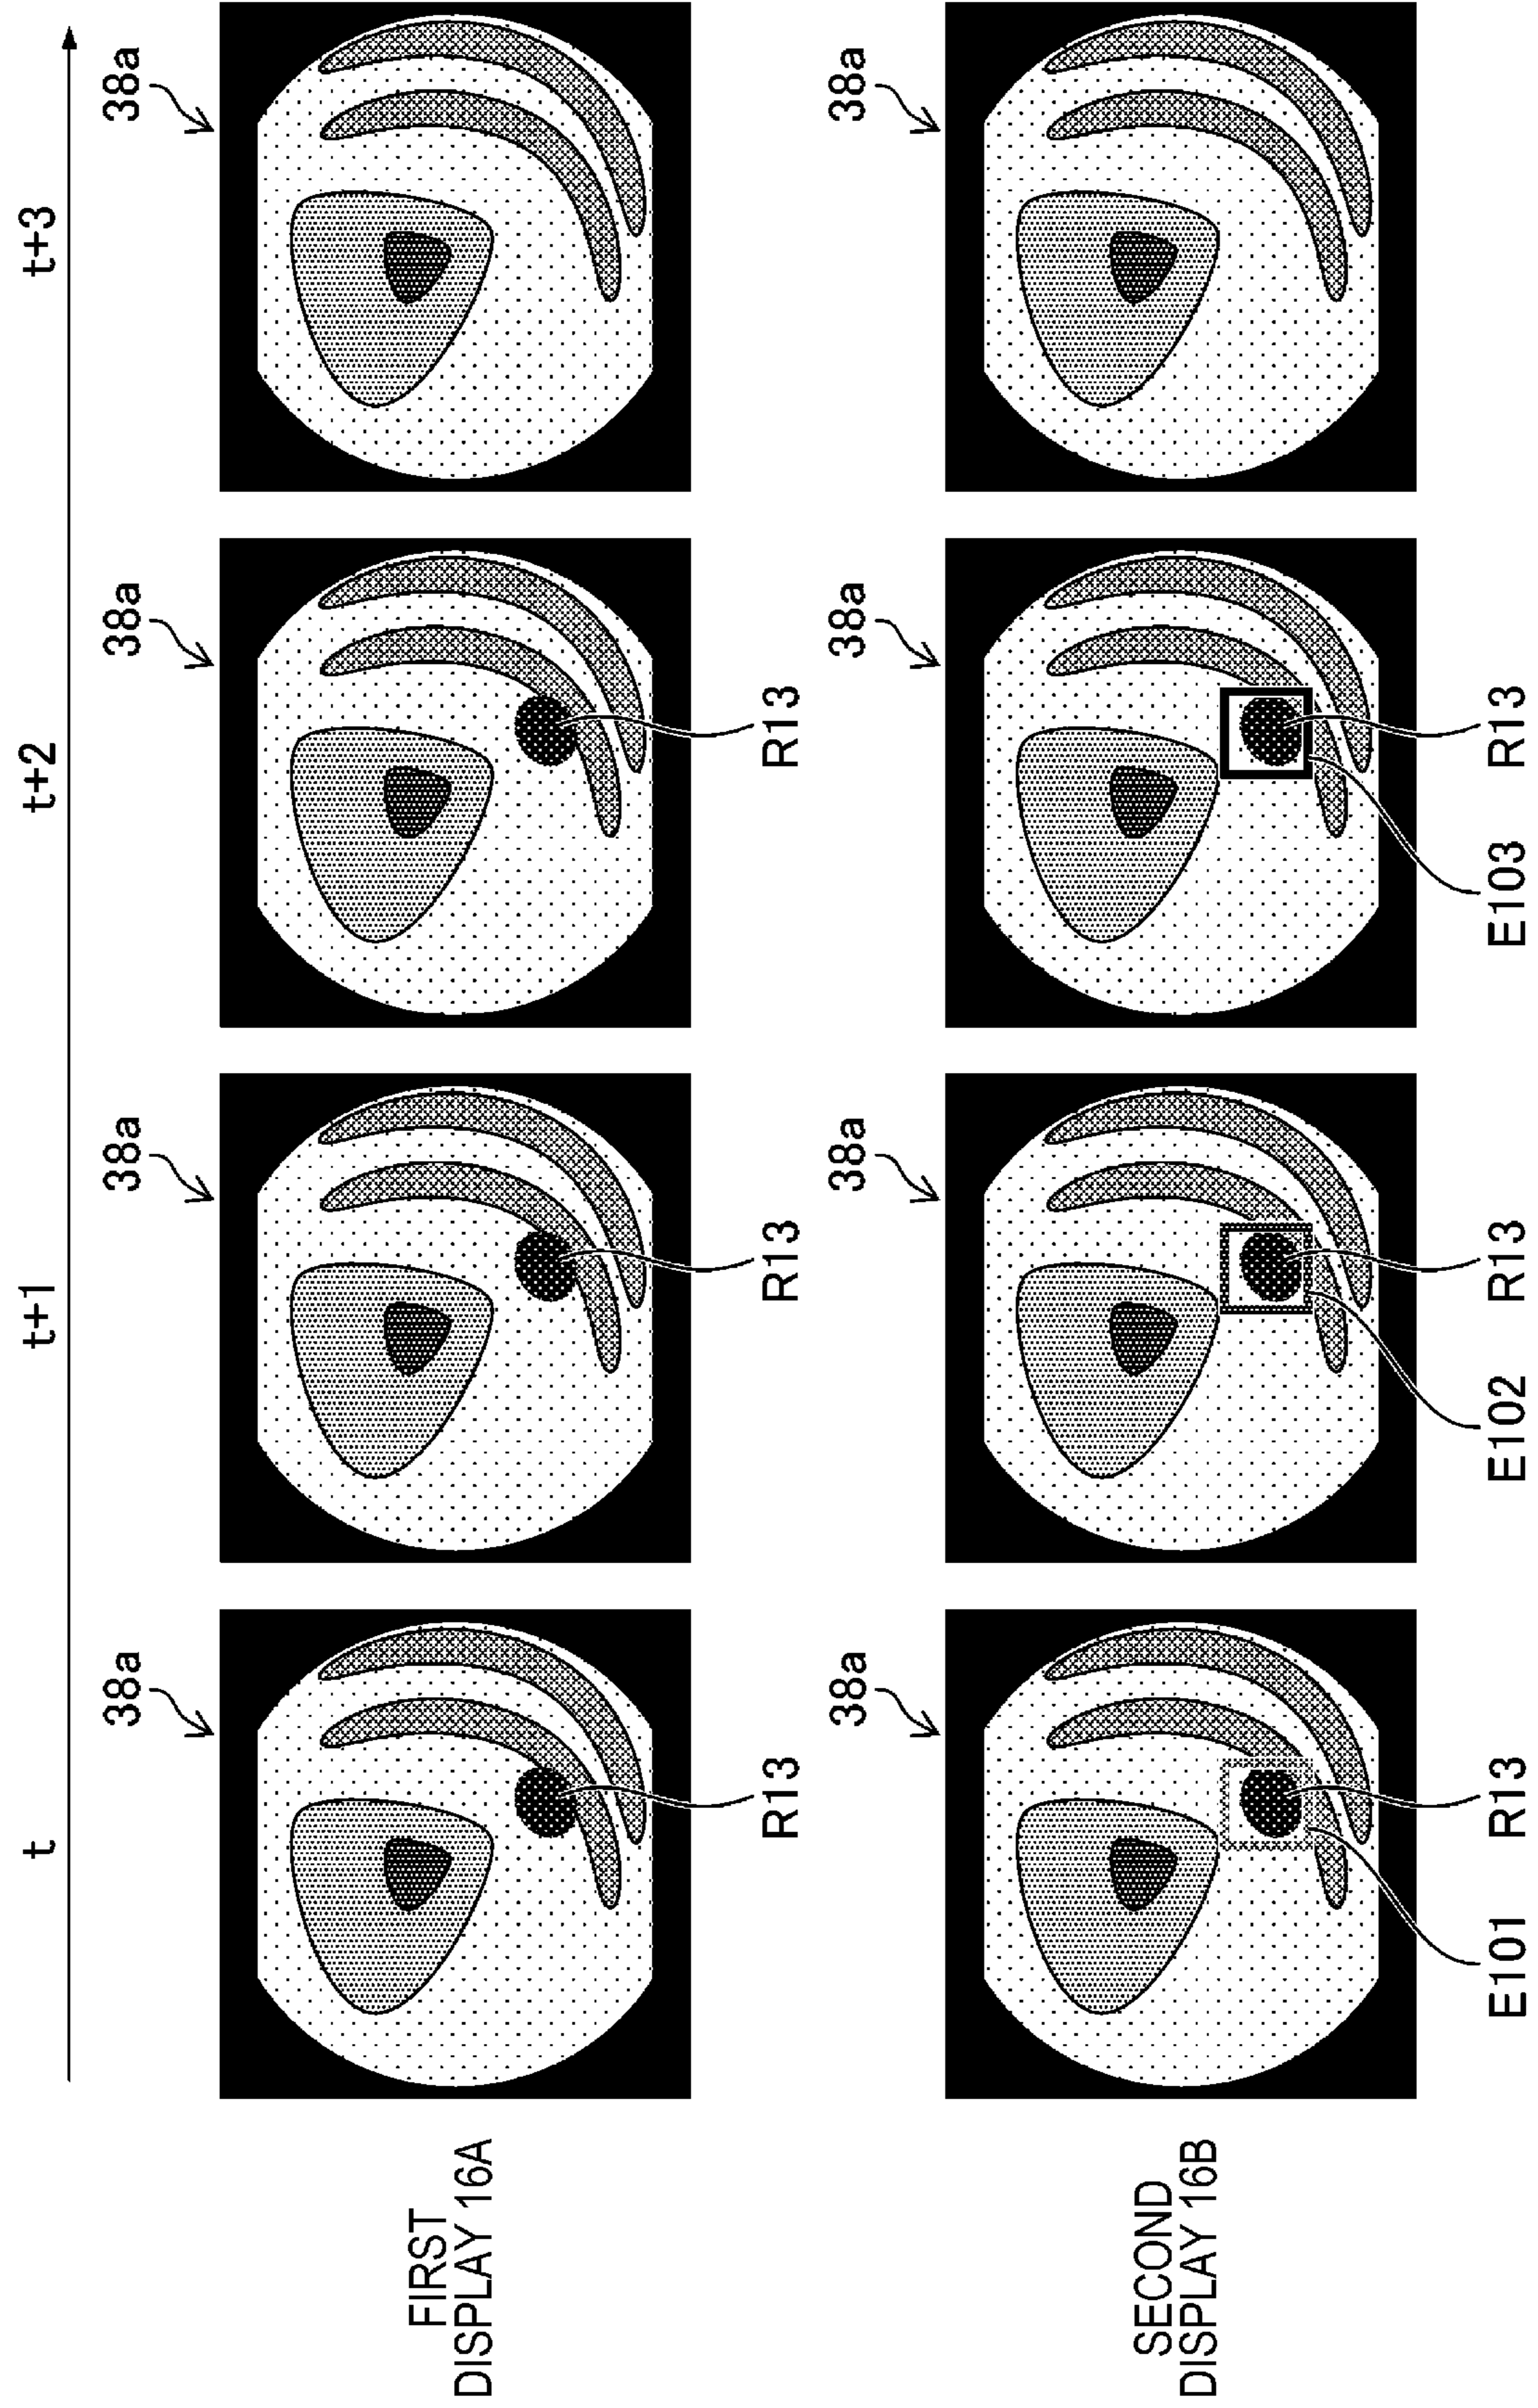 t
t+1
t+2
t+3
38a
38a
38a
38a
FIRST
DISPLAY 16A
R13
R13
R13
38a
38a
38a
38a
SECOND
DISPLAY 16B
E101
R13
E102
R13
E103
R13